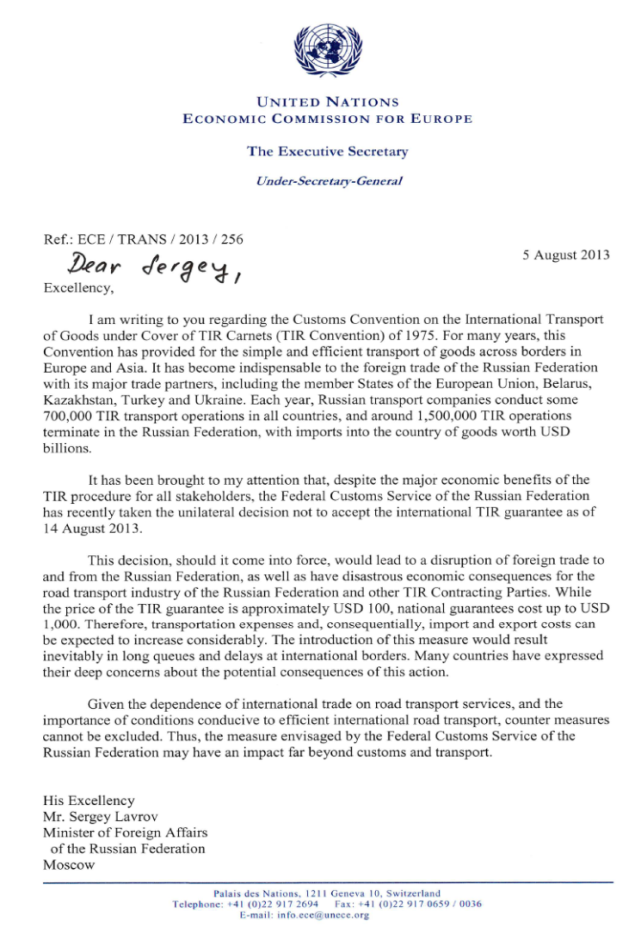 UNITED NATIONS
ECONOMIC COMMISSION FOR EUROPE
The Executive Secretary
Under-Secretary-General
Ref.: ECE / TRANS / 2013 / 256
5 August 2013
Dear Sergey,
Excellency,
I am writing to you regarding the Customs Convention on the International Transport
of Goods under Cover of TIR Carnets (TIR Convention) of 1975. For many years, this
Convention has provided for the simple and efficient transport of goods across borders in
Europe and Asia. It has become indispensable to the foreign trade of the Russian Federation
with its major trade partners, including the member States of the European Union, Belarus,
Kazakhstan, Turkey and Ukraine. Each year, Russian transport companies conduct some
700,000 TIR transport operations in all countries, and around 1,500,000 TIR operations
terminate in the Russian Federation, with imports into the country of goods worth USD
billions.
It has been brought to my attention that, despite the major economic benefits of the
TIR procedure for all stakeholders, the Federal Customs Service of the Russian Federation
has recently taken the unilateral decision not to accept the international TIR guarantee as of
14 August 2013.
This decision, should it come into force, would lead to a disruption of foreign trade to
and from the Russian Federation, as well as have disastrous economic consequences for the
road transport industry of the Russian Federation and other TIR Contracting Parties. While
the price of the TIR guarantee is approximately USD 100, national guarantees cost up to USD
1,000. Therefore, transportation expenses and, consequentially, import and export costs can
be expected to increase considerably. The introduction of this measure would result
inevitably in long queues and delays at international borders. Many countries have expressed
their deep concerns about the potential consequences of this action.
Given the dependence of international trade on road transport services, and the
importance of conditions conducive to efficient international road transport, counter measures
cannot be excluded. Thus, the measure envisaged by the Federal Customs Service of the
Russian Federation may have an impact far beyond customs and transport.
His Excellency
Mr. Sergey Lavrov
Minister of Foreign Affairs
of the Russian Federation
Moscow
Palais des Nations, 1211 Geneva 10, Switzerland
Telephone: +41 (0)22 917 2694 Fax: +41 (0)22 917 0659 / 0036
E-mail: info.ece@unece.org